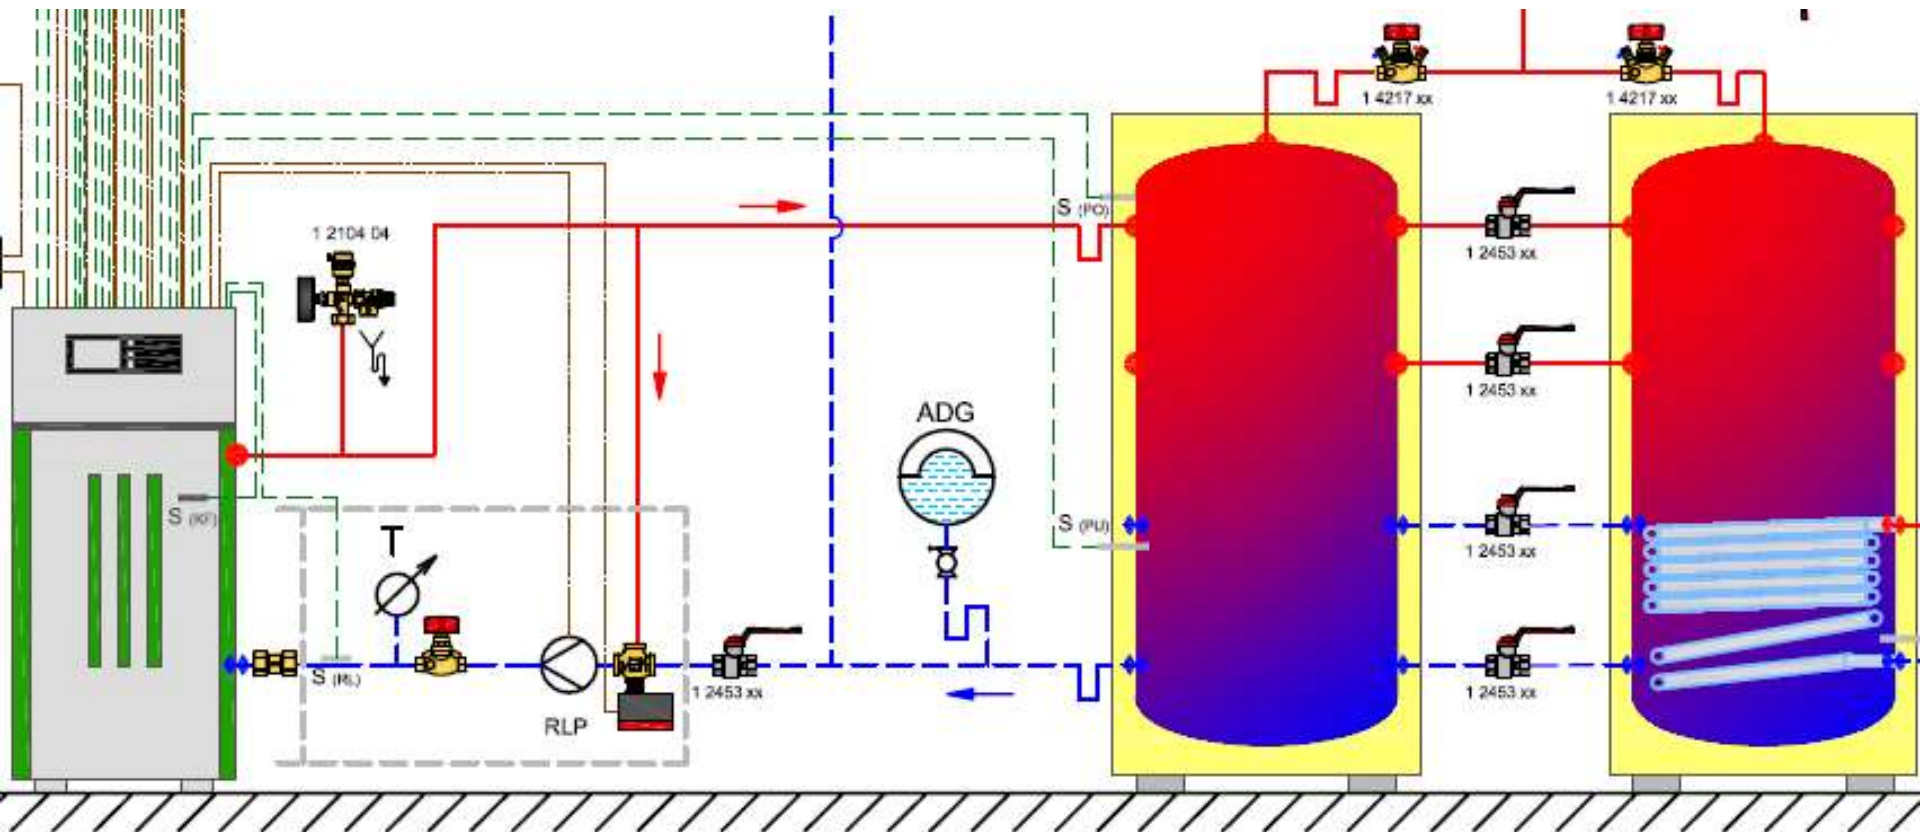 1 4217 xx
1 4217 xx
S (PO)
1 2104 04
1 2453 xx
1 2453 xx
ADG
S (KF)
S (PU)
T
1 2453 xx
S (RL)
1 2453 xx
1 2453 xx
RLP